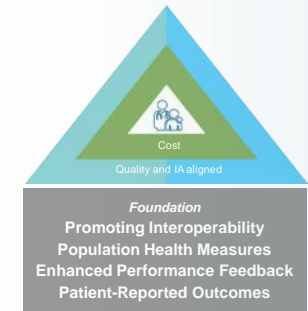 Cost
Quality and IA aligned
Foundation
Promoting Interoperability
Population Health Measures
Enhanced Performance Feedback
Patient-Reported Outcomes